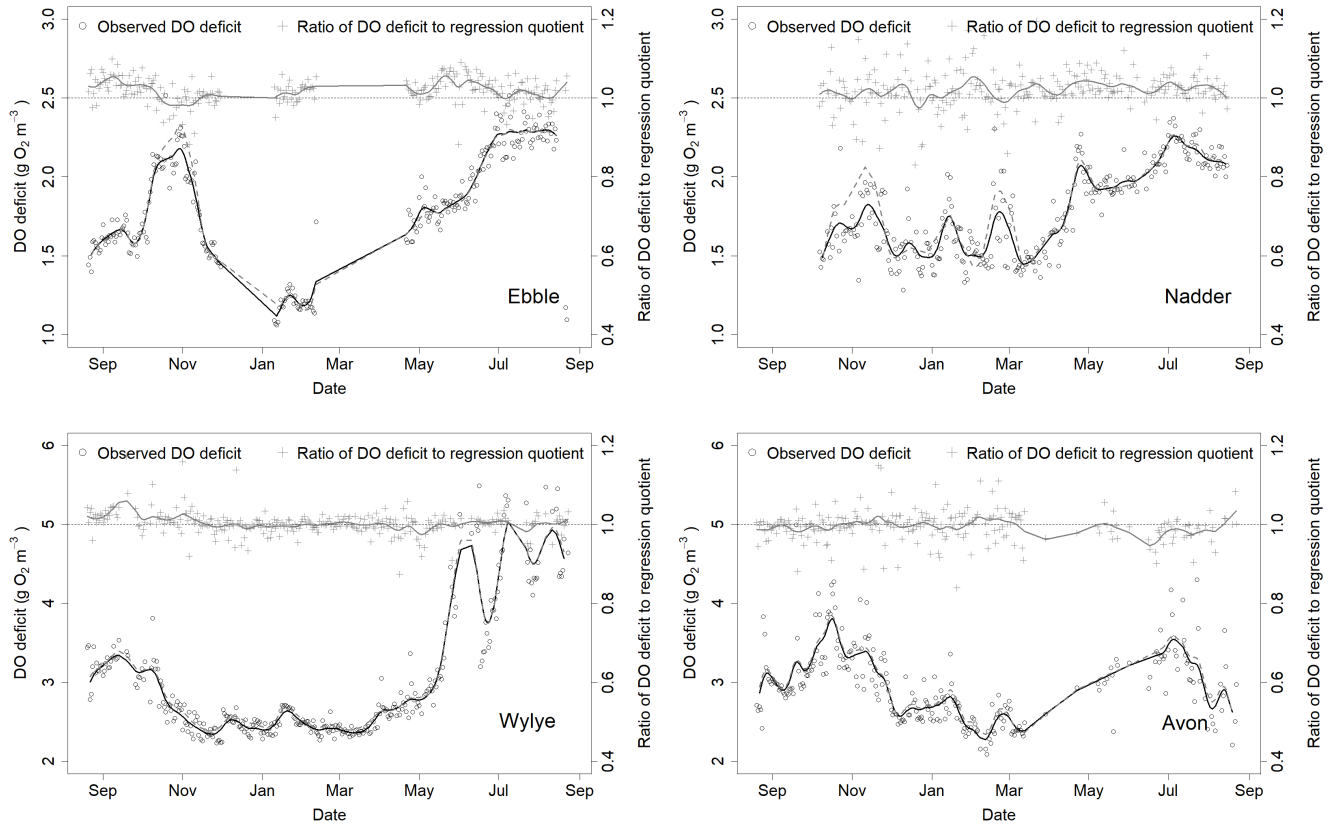 Observed DO deficit
Ratio of DO deficit to regression quotient
DO deficit (g O₂ m⁻³)
1.0 1.5 2.0 2.5 3.0
Ratio of DO deficit to regression quotient
0.4 0.6 0.8 1.0 1.2
Ebble
Sep Nov Jan Mar May Jul Sep
Date
Observed DO deficit
Ratio of DO deficit to regression quotient
DO deficit (g O₂ m⁻³)
1.0 1.5 2.0 2.5 3.0
Ratio of DO deficit to regression quotient
0.4 0.6 0.8 1.0 1.2
Nadder
Sep Nov Jan Mar May Jul Sep
Date
Observed DO deficit
Ratio of DO deficit to regression quotient
DO deficit (g O₂ m⁻³)
2 3 4 5 6
Ratio of DO deficit to regression quotient
0.4 0.6 0.8 1.0 1.2
Wylye
Sep Nov Jan Mar May Jul Sep
Date
Observed DO deficit
Ratio of DO deficit to regression quotient
DO deficit (g O₂ m⁻³)
2 3 4 5 6
Ratio of DO deficit to regression quotient
0.4 0.6 0.8 1.0 1.2
Avon
Sep Nov Jan Mar May Jul Sep
Date